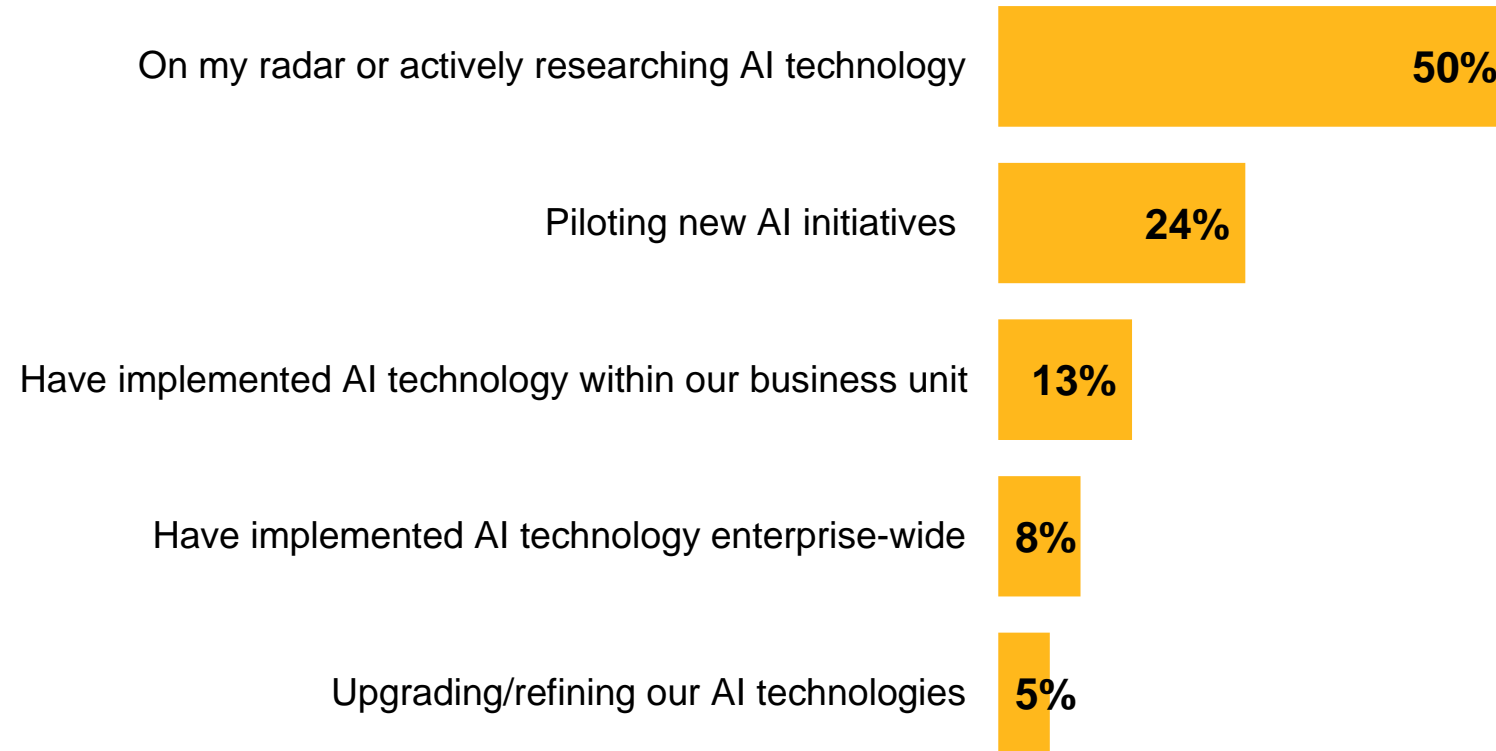 On my radar or actively researching AI technology 50%
Piloting new AI initiatives 24%
Have implemented AI technology within our business unit 13%
Have implemented AI technology enterprise-wide 8%
Upgrading/refining our AI technologies 5%